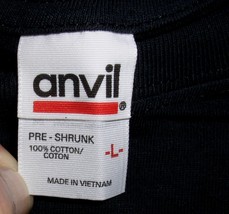 anvil®
PRE - SHRUNK
100% COTTON/
COTON
-L-
MADE IN VIETNAM